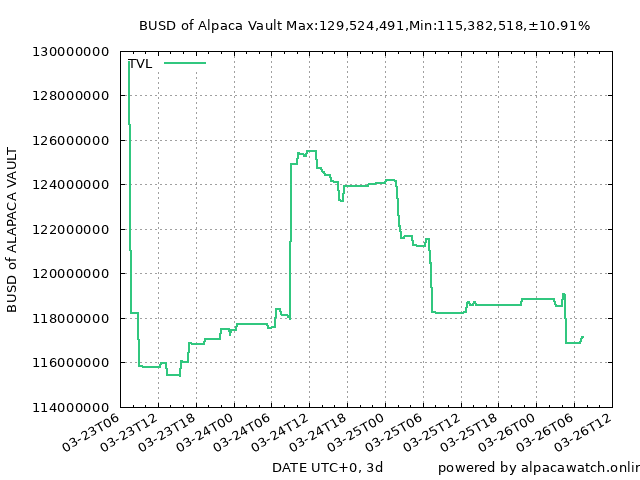 BUSD of Alpaca Vault Max:129,524,491,Min:115,382,518,±10.91%
130000000
TVL
128000000
126000000
124000000
122000000
120000000
118000000
116000000
114000000
BUSD of ALAPACA VAULT
03-23T06
03-23T12
03-23T18
03-24T00
03-24T06
03-24T12
03-24T18
03-25T00
03-25T06
03-25T12
03-25T18
03-26T00
03-26T06
03-26T12
DATE UTC+0, 3d
powered by alpacawatch.onlin